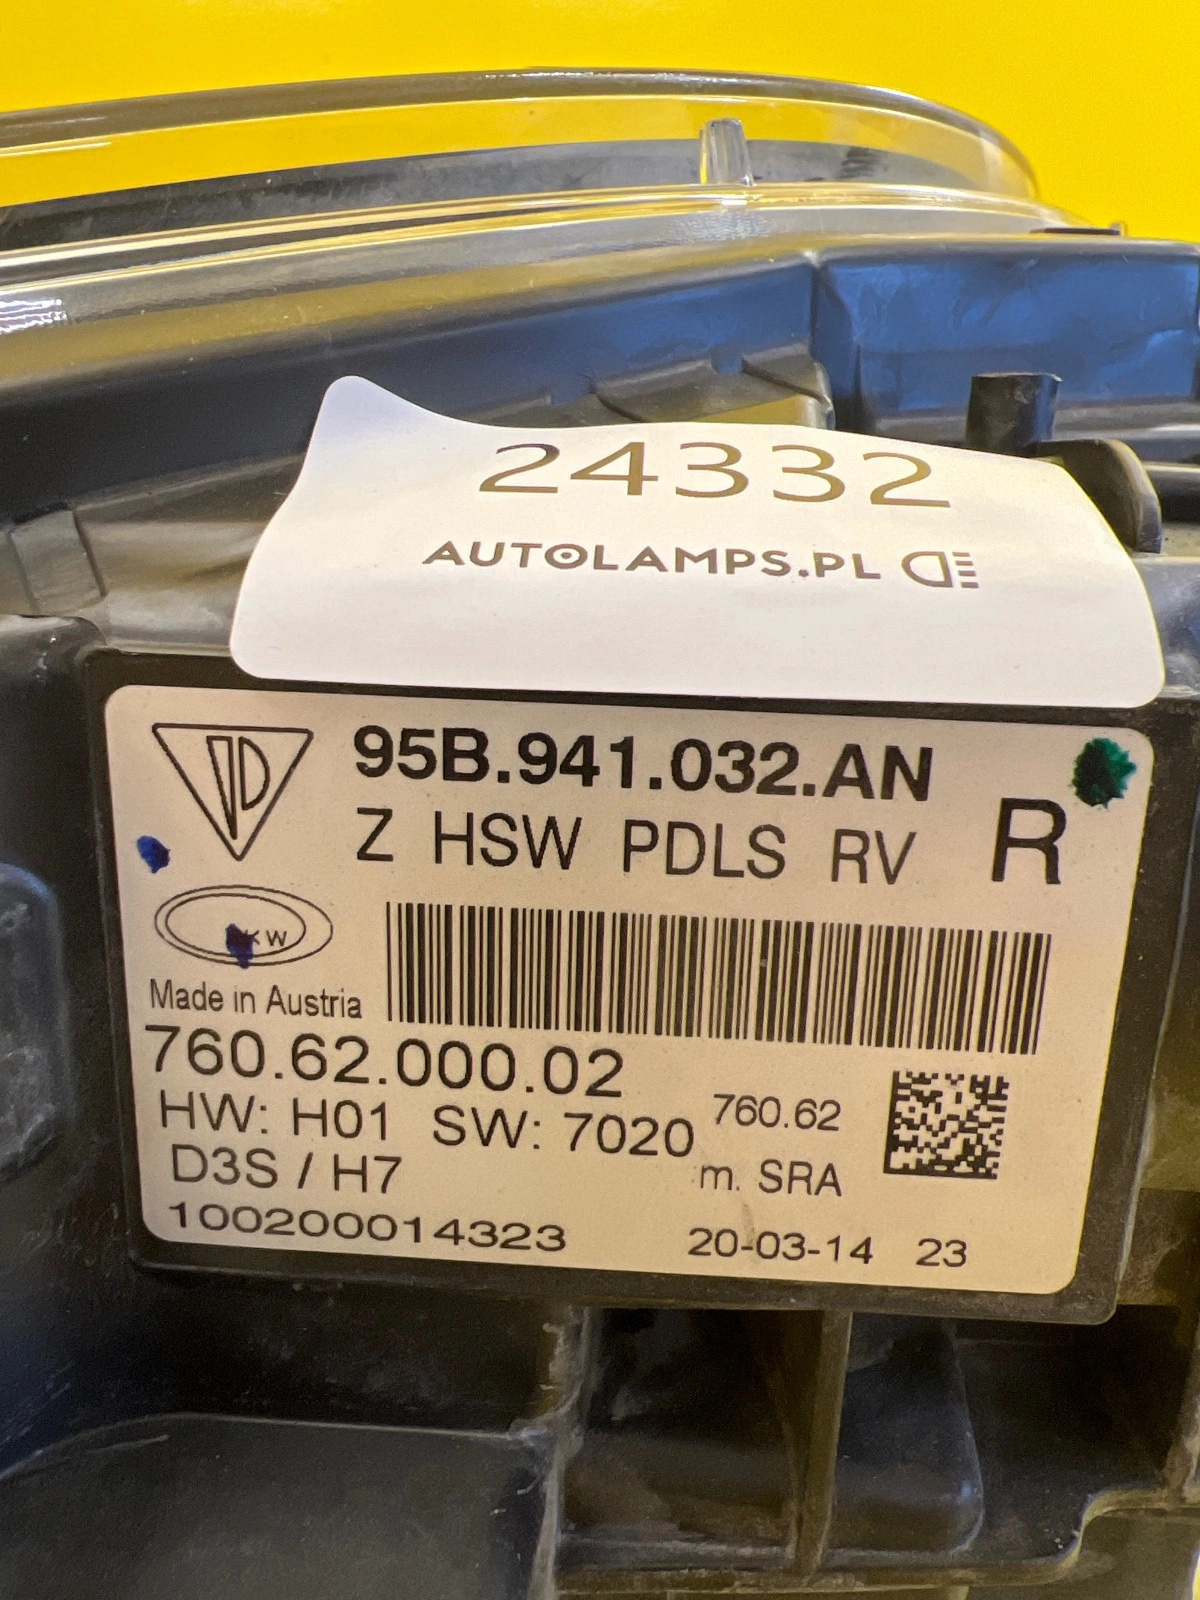 24332
AUTOLAMPS.PL
95B.941.032.AN
Z HSW PDLS RV R
KW
Made in Austria
760.62.000.02
HW: H01 SW: 7020 760.62
D3S / H7 m. SRA
100200014323 20-03-14 23